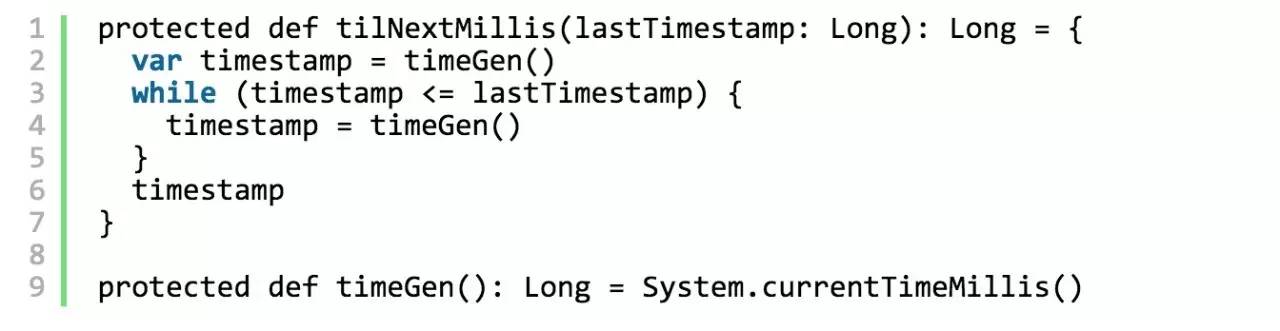 1 protected def tilNextMillis(lastTimestamp: Long): Long = {
2   var timestamp = timeGen()
3   while (timestamp <= lastTimestamp) {
4     timestamp = timeGen()
5   }
6   timestamp
7 }
8
9 protected def timeGen(): Long = System.currentTimeMillis()